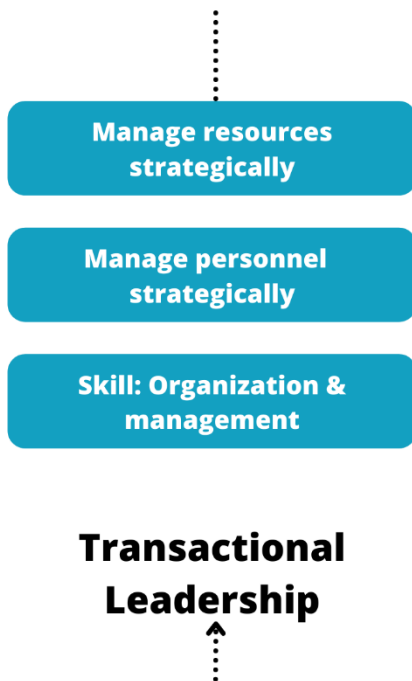 Manage resources
strategically
Manage personnel
strategically
Skill: Organization &
management
Transactional
Leadership